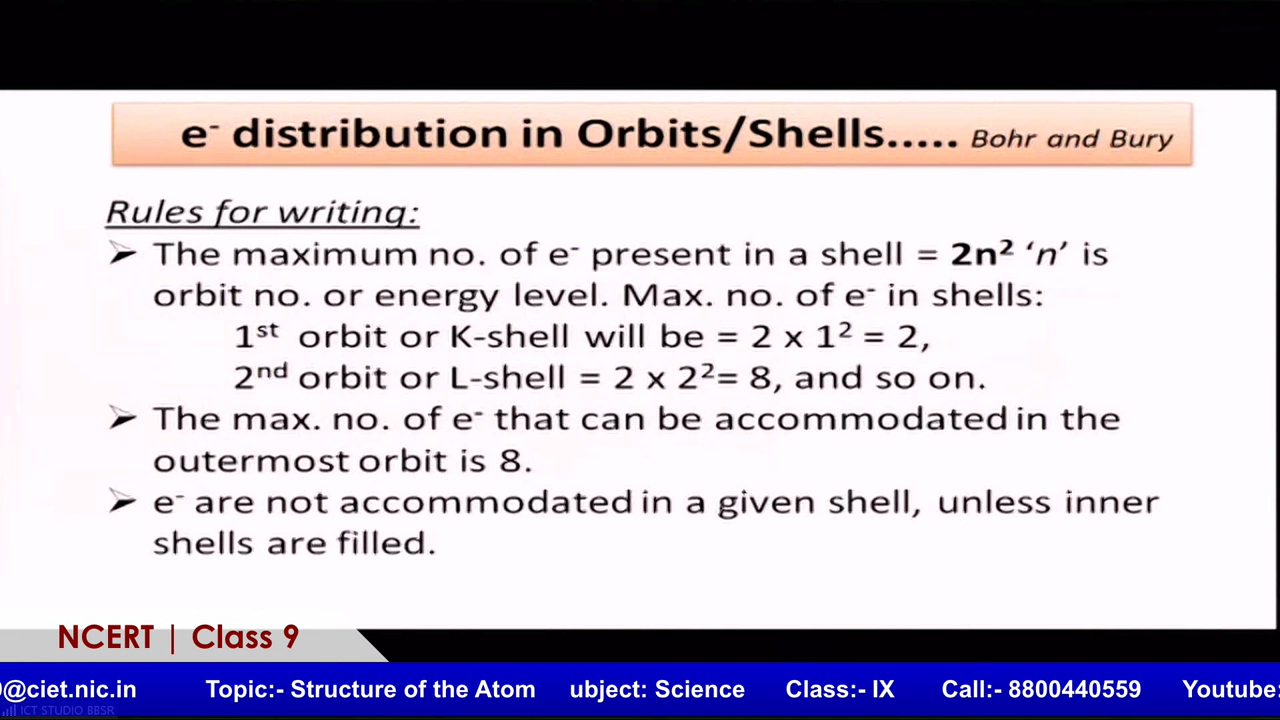 e⁻ distribution in Orbits/Shells..... Bohr and Bury
Rules for writing:
➢ The maximum no. of e⁻ present in a shell = 2n² ‘n’ is
orbit no. or energy level. Max. no. of e⁻ in shells:
1ˢᵗ orbit or K-shell will be = 2 x 1² = 2,
2ⁿᵈ orbit or L-shell = 2 x 2²= 8, and so on.
➢ The max. no. of e⁻ that can be accommodated in the
outermost orbit is 8.
➢ e⁻ are not accommodated in a given shell, unless inner
shells are filled.
NCERT | Class 9
@ciet.nic.in Topic:- Structure of the Atom ubject: Science Class:- IX Call:- 8800440559 Youtube:
ICT STUDIO BBSR